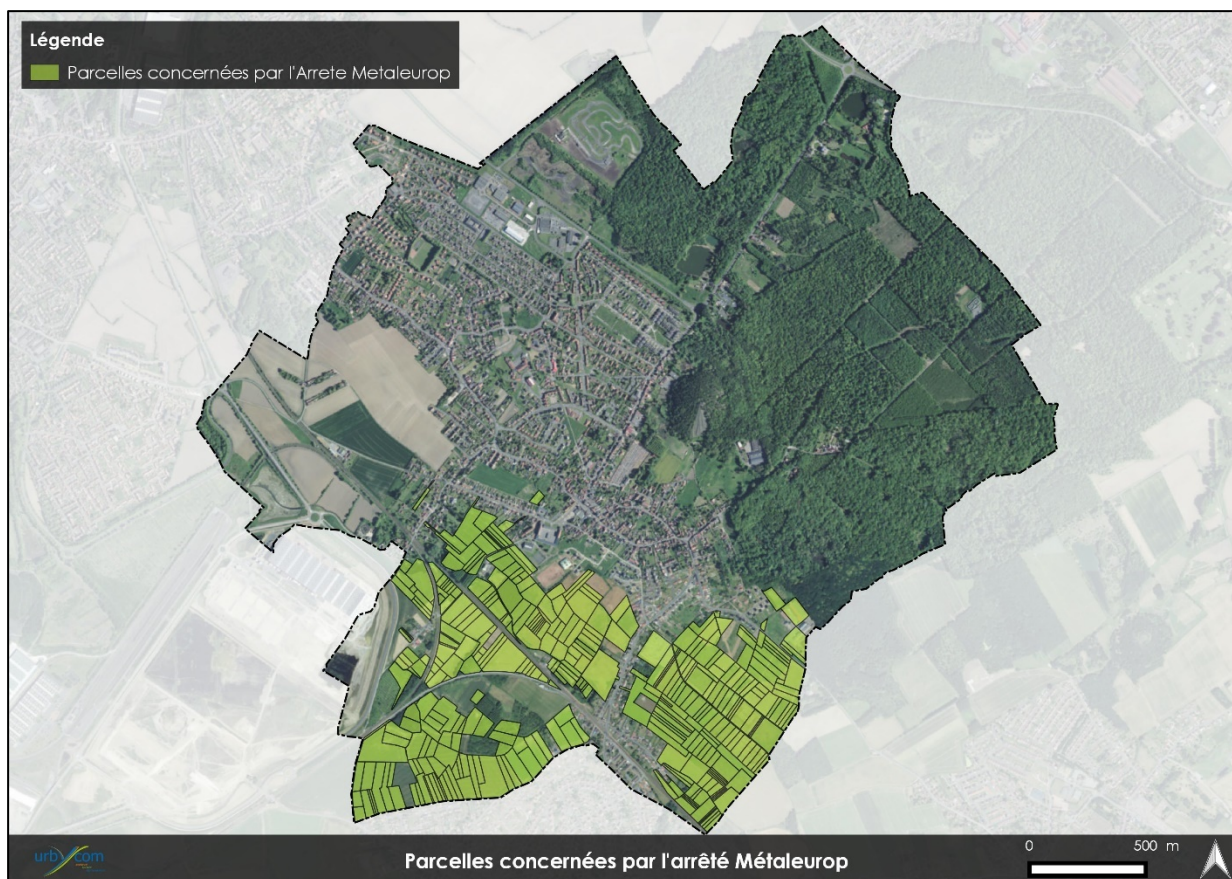 Légende
Parcelles concernées par l'Arrete Metaleurop
urbycom
Parcelles concernées par l'arrêté Métaleurop
0 500 m